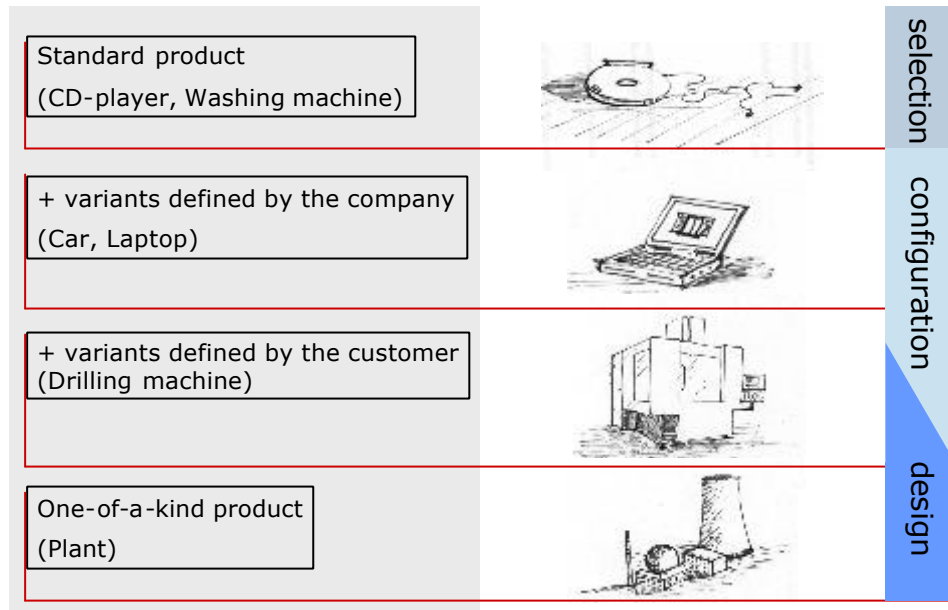 Standard product
(CD-player, Washing machine)
selection
+ variants defined by the company
(Car, Laptop)
configuration
+ variants defined by the customer
(Drilling machine)
One-of-a-kind product
(Plant)
design